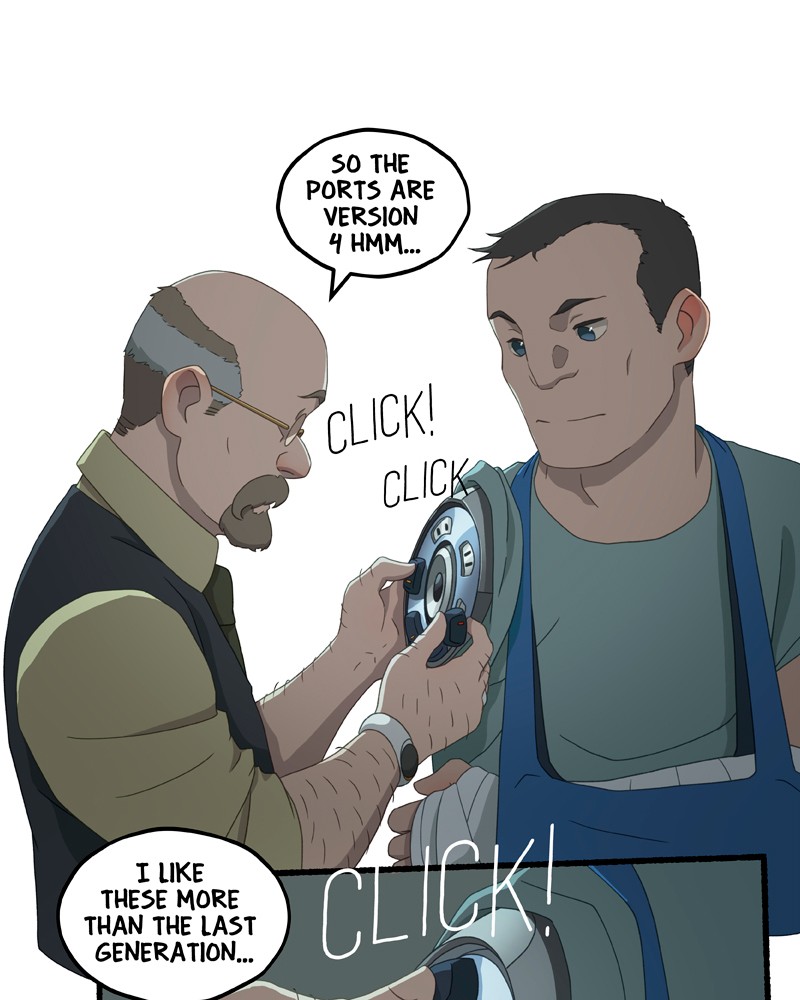 SO THE
PORTS ARE
VERSION
4 HMM...
CLICK!
CLICK
I LIKE
THESE MORE
THAN THE LAST
GENERATION...
CLICK!